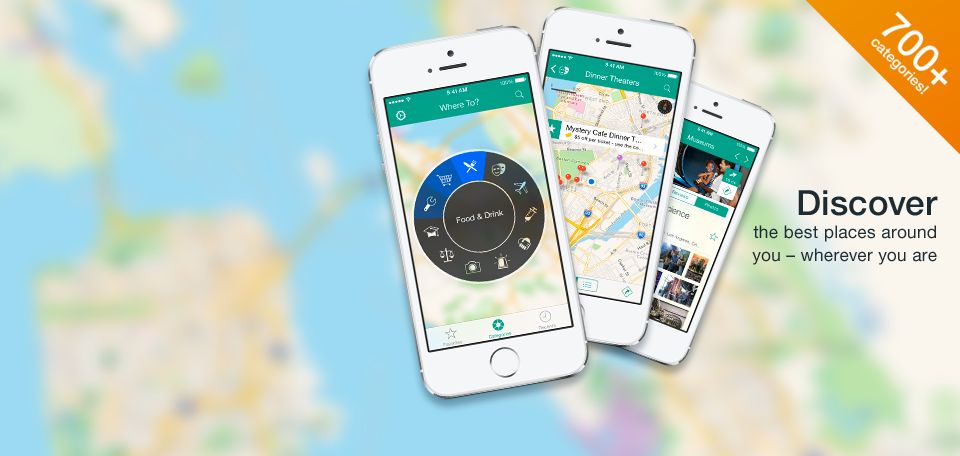 9:41 AM
100%
Where To?
Food & Drink
Favorites
Categories
Recents
9:41 AM
100%
Dinner Theaters
Mystery Cafe Dinner T...
$5 off per ticket - use the co...
9:41 AM
Museums
Photos
700+
categories!
Discover
the best places around
you – wherever you are